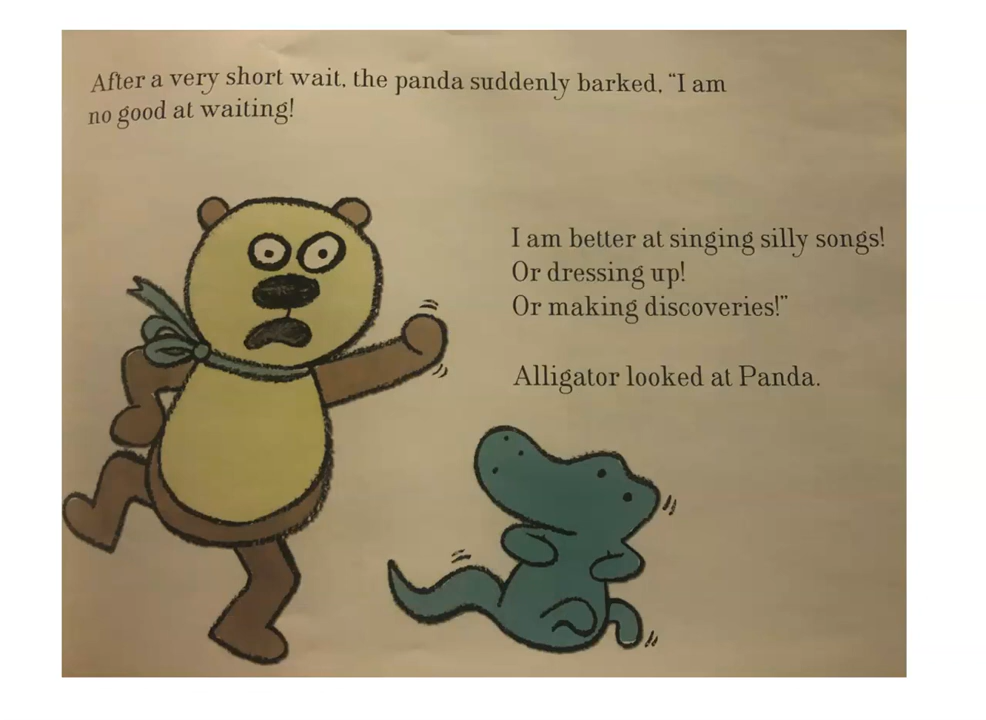 After a very short wait, the panda suddenly barked, “I am
no good at waiting!
I am better at singing silly songs!
Or dressing up!
Or making discoveries!”
Alligator looked at Panda.